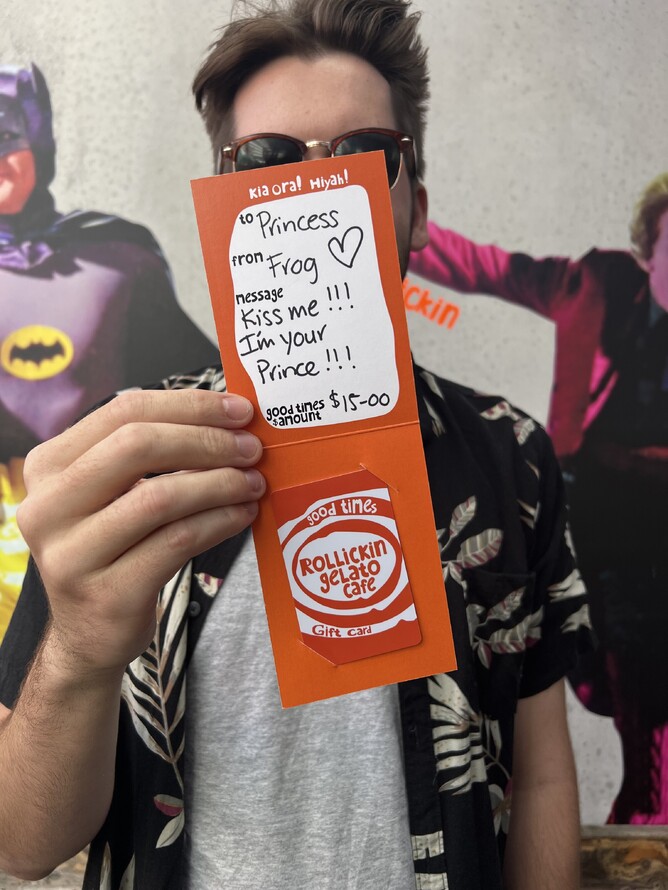 Kia ora! Hiyah!
to Princess
from Frog
message
Kiss me !!!
I'm your
Prince !!!
good times
$amount $15-00
good times
ROLLiCKiN
geLaTO
cafe
Gift Card
ickin